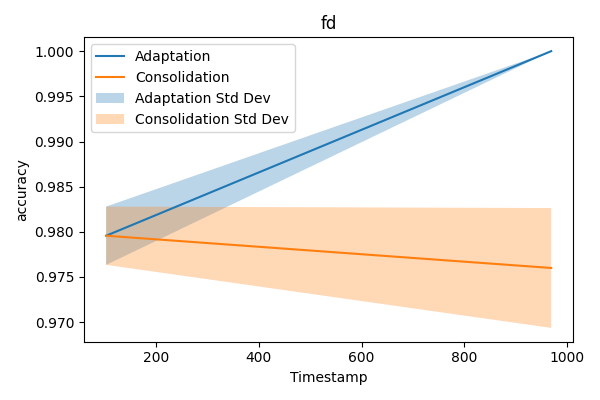 fd
Adaptation
Consolidation
Adaptation Std Dev
Consolidation Std Dev
1.000
0.995
0.990
0.985
0.980
0.975
0.970
accuracy
200
400
600
800
1000
Timestamp